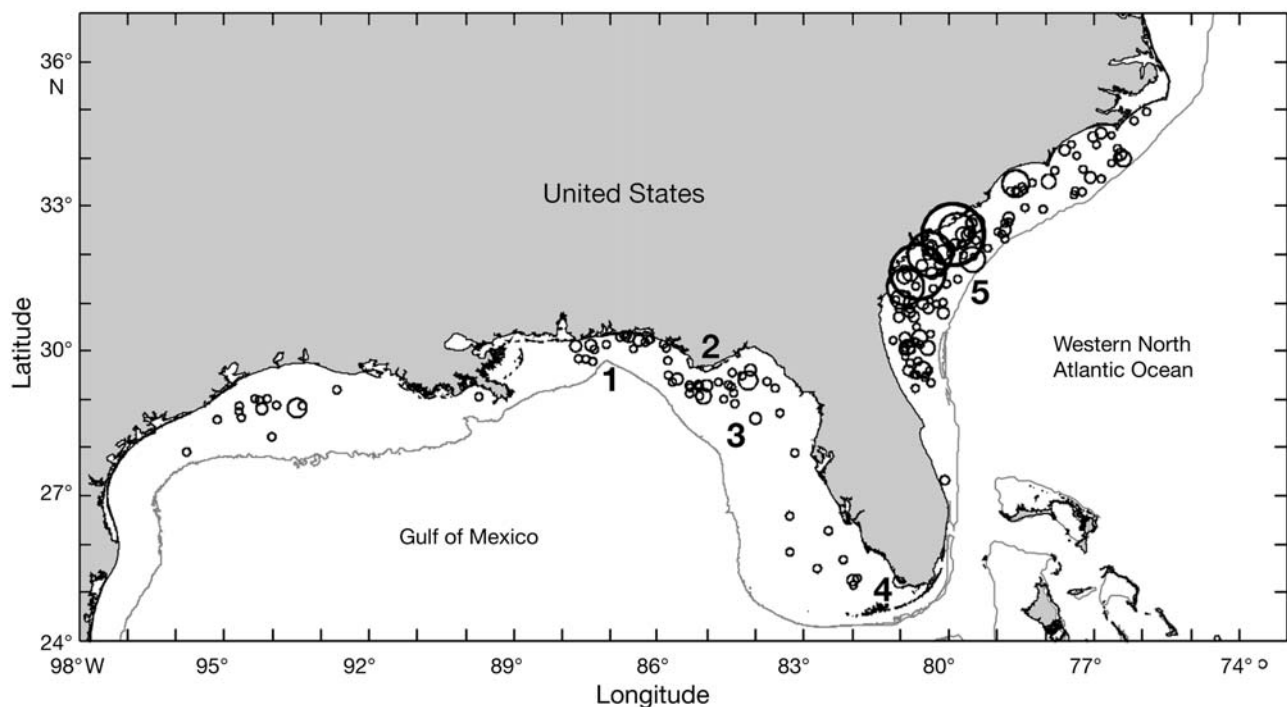 36°
N
33°
30°
27°
24°
Latitude
United States
Gulf of Mexico
Western North
Atlantic Ocean
1
2
3
4
5
98°W
95°
92°
89°
86°
83°
80°
77°
74° °
Longitude